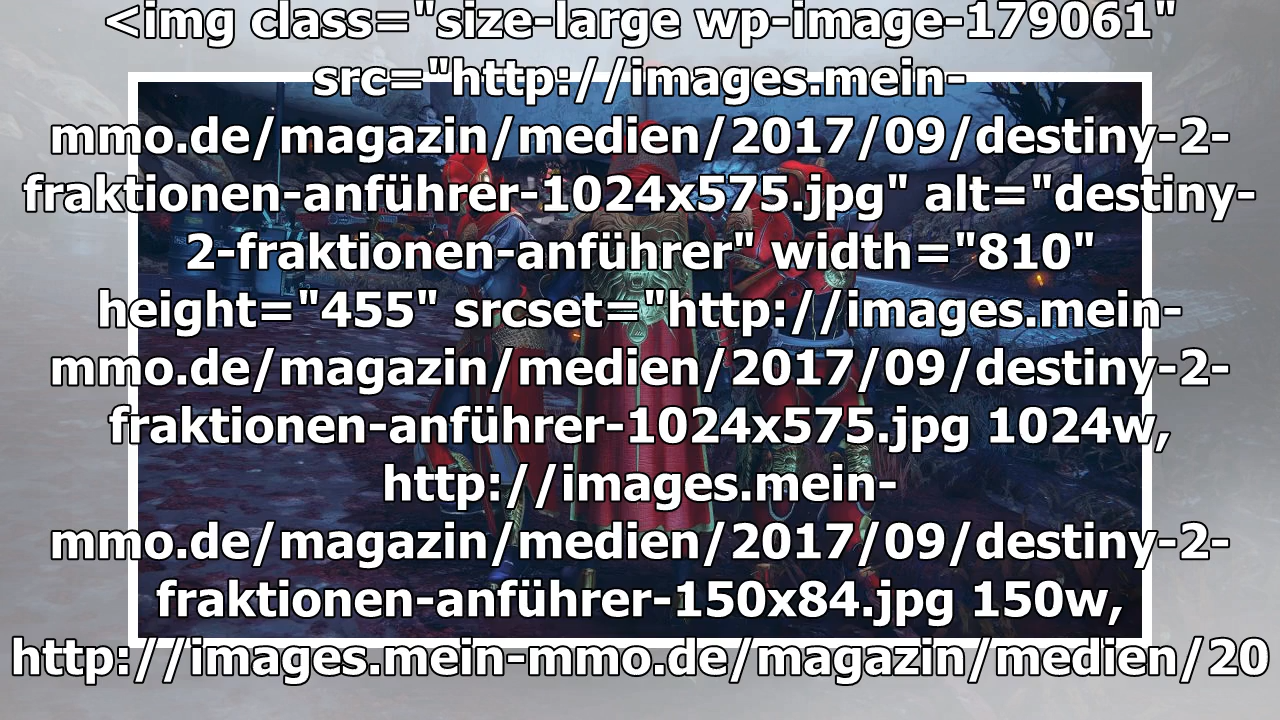 <img class="size-large wp-image-179061"
src="http://images.mein-
mmo.de/magazin/medien/2017/09/destiny-2-
fraktionen-anführer-1024x575.jpg" alt="destiny-
2-fraktionen-anführer" width="810"
height="455" srcset="http://images.mein-
mmo.de/magazin/medien/2017/09/destiny-2-
fraktionen-anführer-1024x575.jpg 1024w,
http://images.mein-
mmo.de/magazin/medien/2017/09/destiny-2-
fraktionen-anführer-150x84.jpg 150w,
http://images.mein-mmo.de/magazin/medien/20